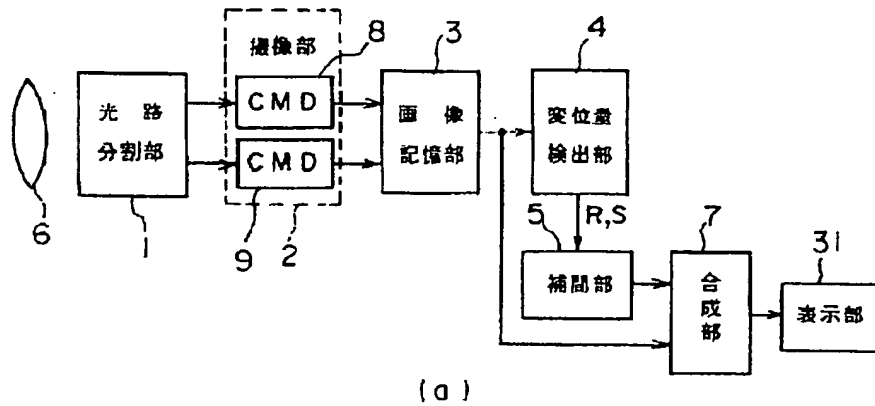 8
撮像部
3
4
光路
分割部
CMD
CMD
画像
記憶部
変位量
検出部
6
1
9
2
5
R,S
7
31
補間部
合成部
表示部
(a)